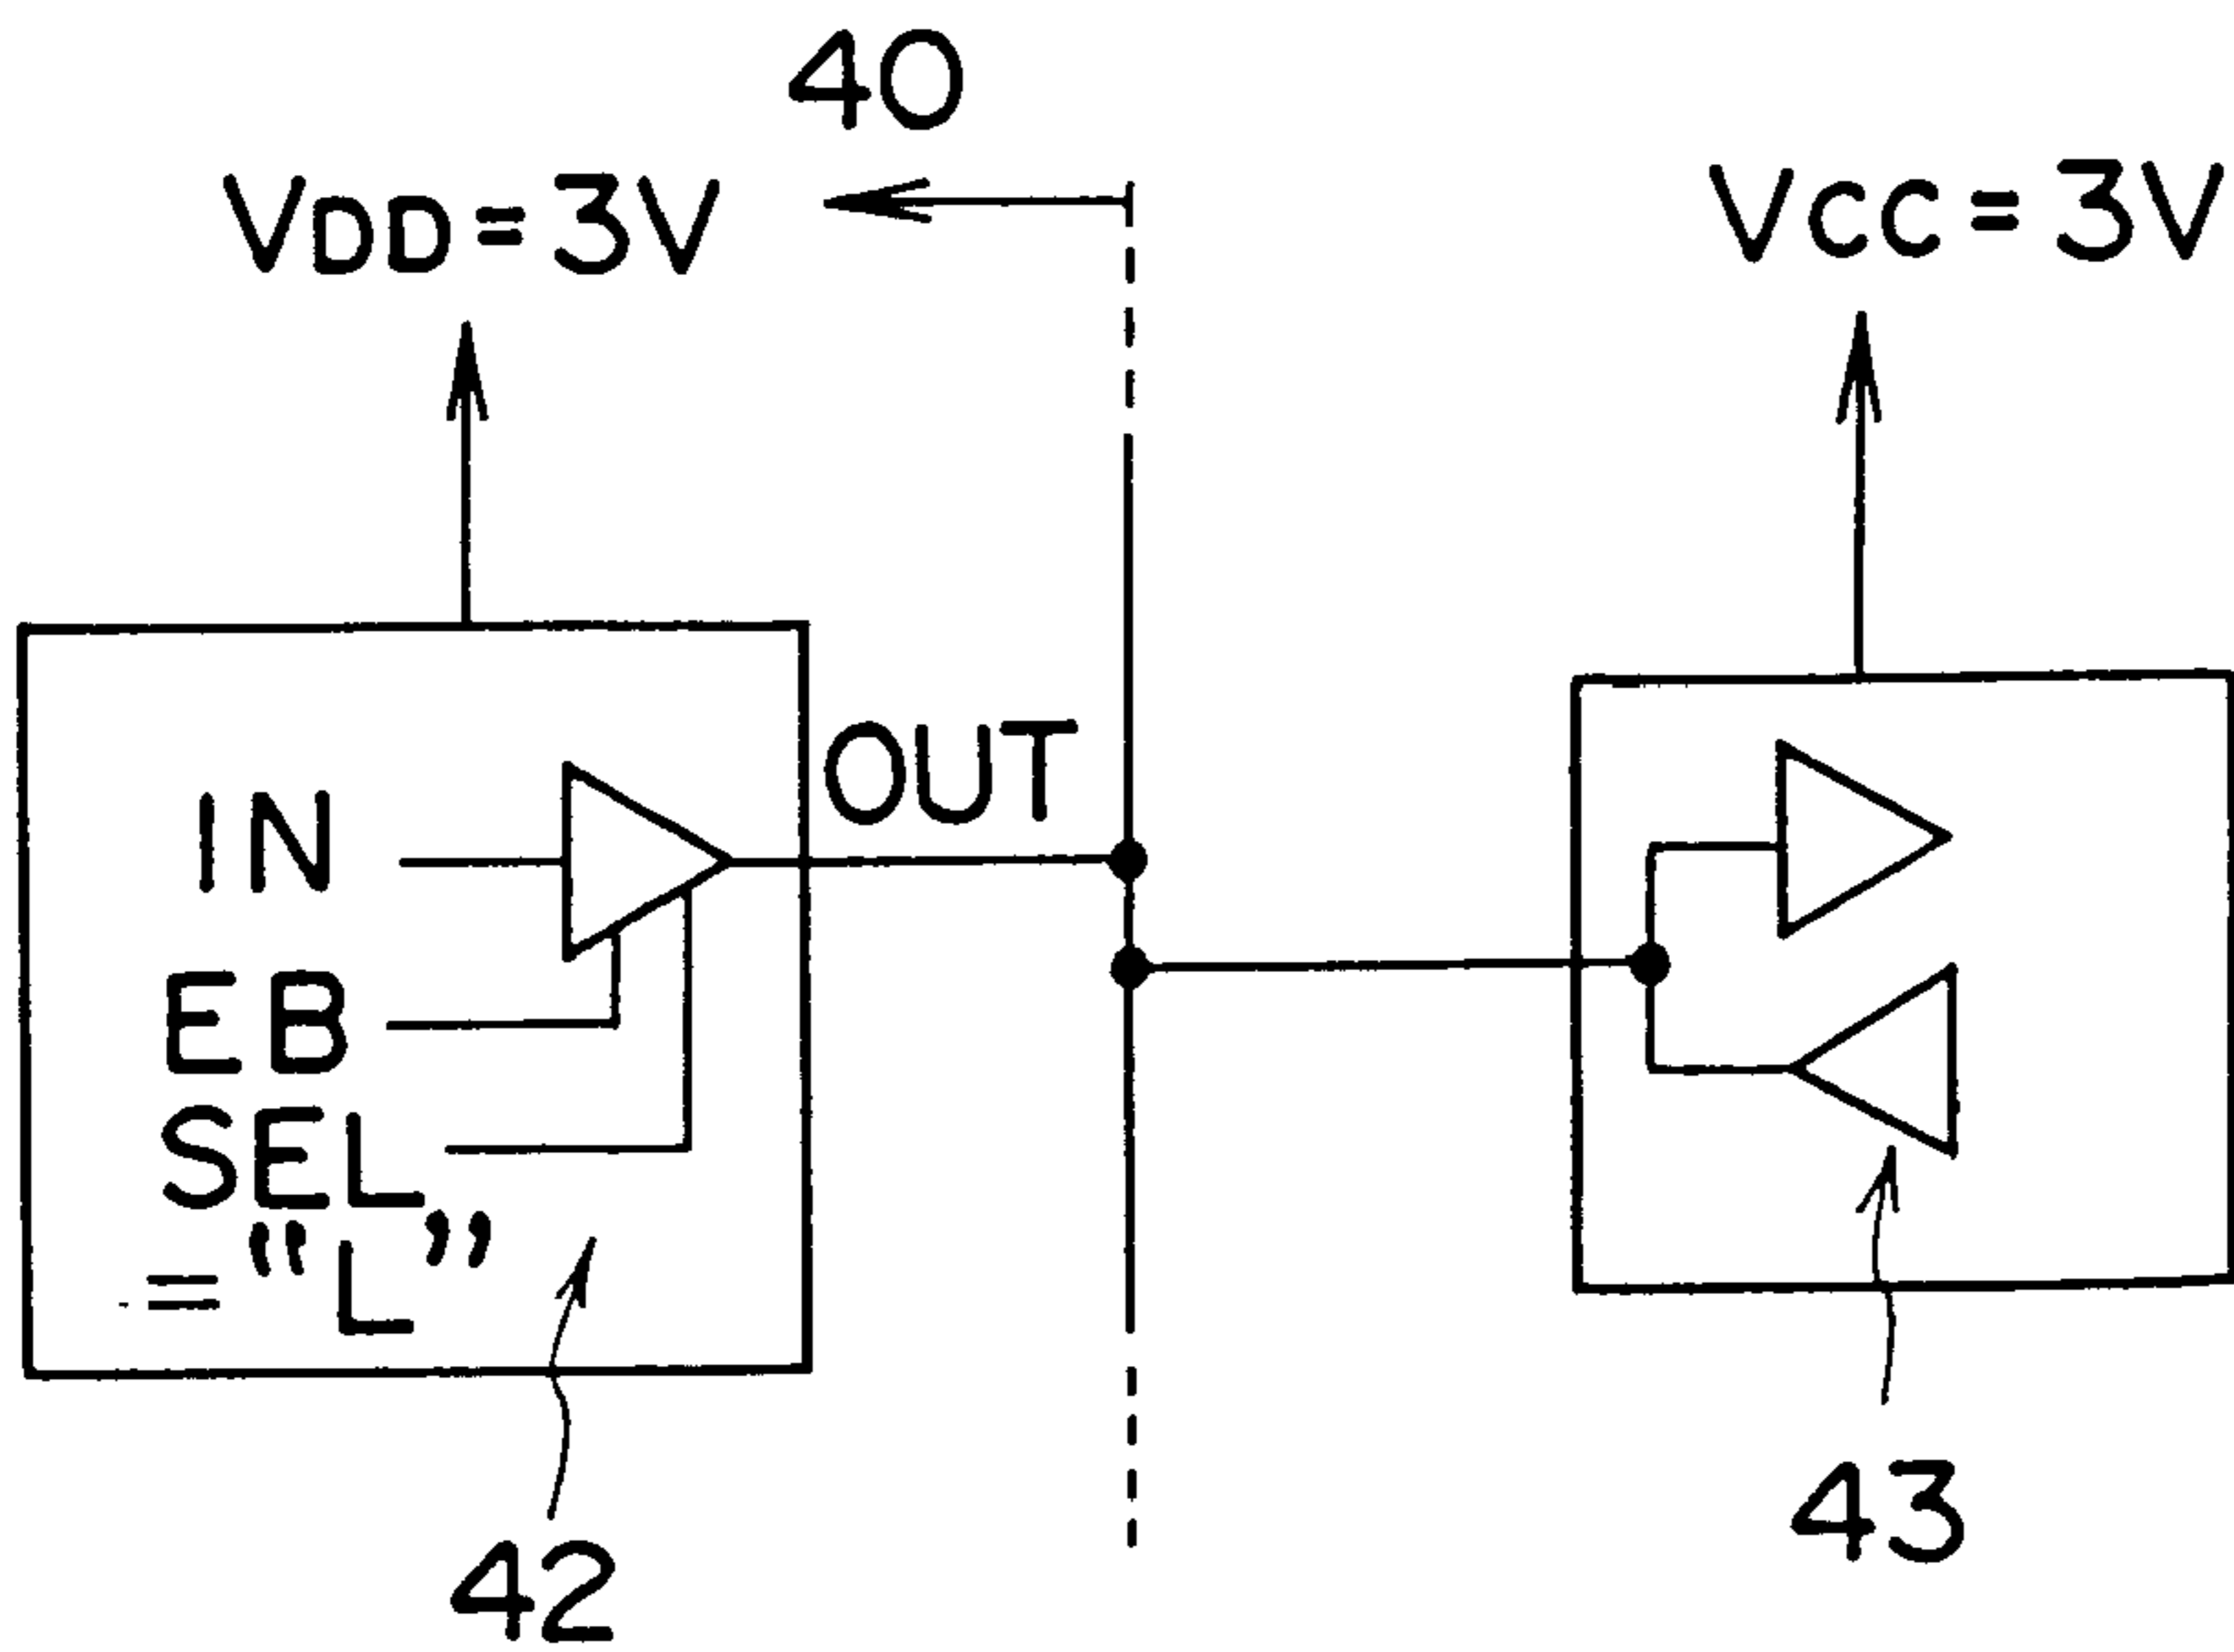 40
VDD=3V
VCC=3V
OUT
IN
EB
SEL
="L"
42
43